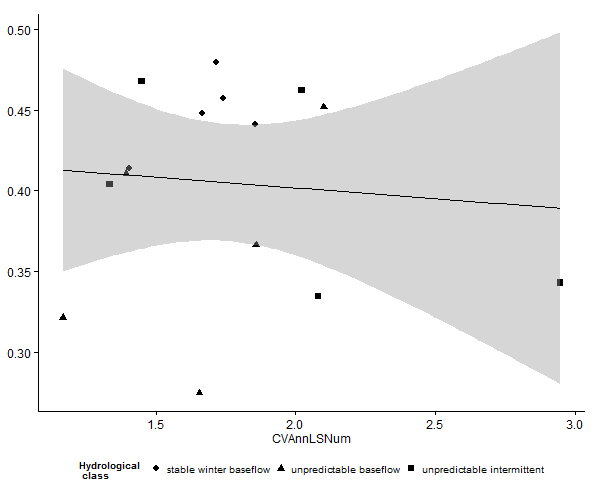 0.50
0.45
0.40
0.35
0.30
1.5 2.0 2.5 3.0
CVAnnLSNum
Hydrological
class
stable winter baseflow unpredictable baseflow unpredictable intermittent